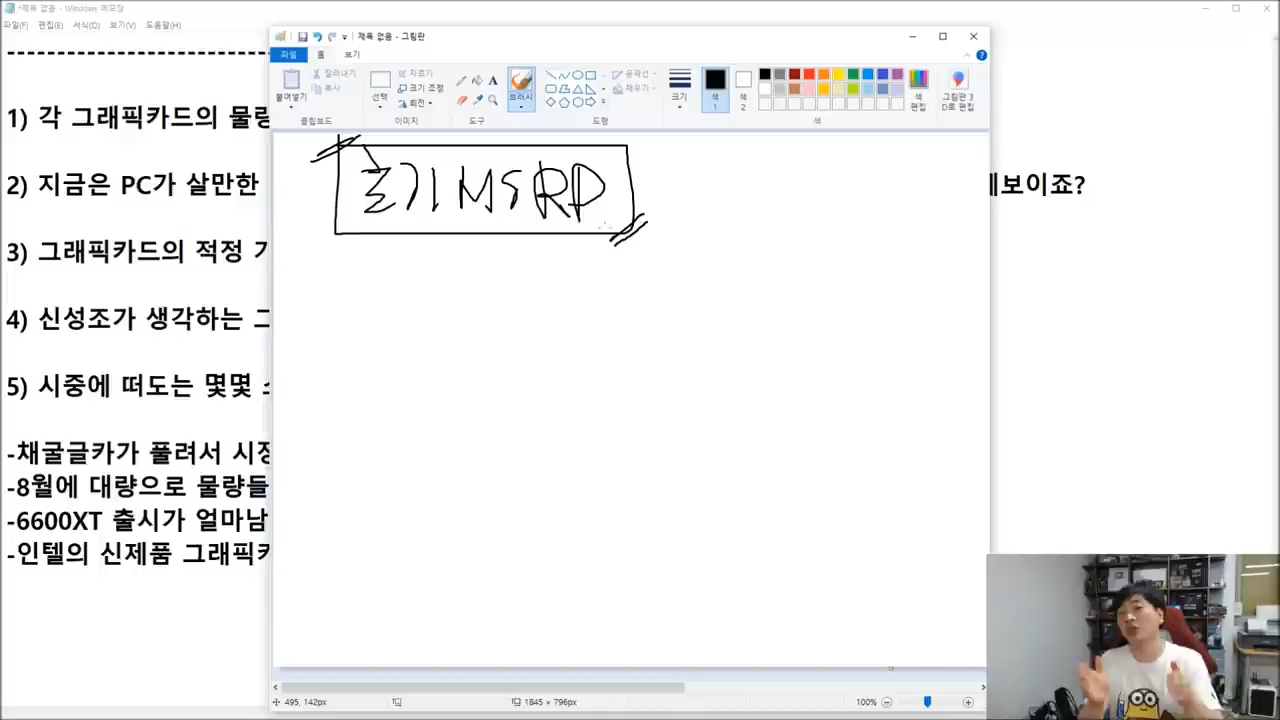 *제목 없음 - Windows 메모장
파일(F) 편집(E) 서식(O) 보기(V) 도움말(H)
제목 없음 - 그림판
파일 홈 보기
붙여넣기
잘라내기
복사
클립보드
선택
자르기
크기 조정
회전
이미지
도구
브러시
윤곽선
채우기
도형
크기
색 1
색 2
색
색 편집
그림판 3D로 편집
초기 MSRP
1) 각 그래픽카드의 물량
2) 지금은 PC가 살만한
보이죠?
3) 그래픽카드의 적정
4) 신성조가 생각하는 그
5) 시중에 떠도는 몇몇
-채굴글카가 풀려서 시장
-8월에 대량으로 물량들
-6600XT 출시가 얼마남
-인텔의 신제품 그래픽카
495, 142px
1845 × 796px
100%